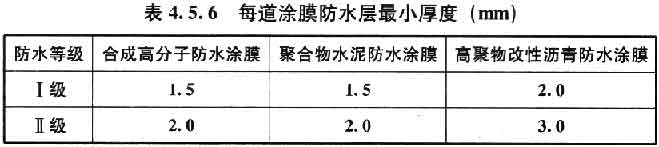 表 4.5.6 每道涂膜防水层最小厚度（mm）
防水等级 合成高分子防水涂膜 聚合物水泥防水涂膜 高聚物改性沥青防水涂膜
Ⅰ级 1.5 1.5 2.0
Ⅱ级 2.0 2.0 3.0